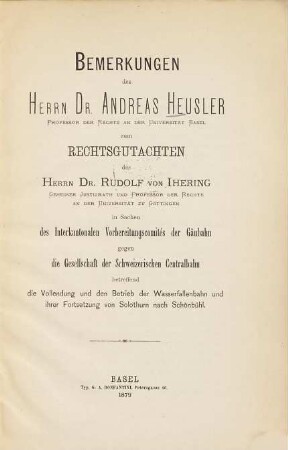 BEMERKUNGEN
des
HERRN DR. ANDREAS HEUSLER
PROFESSOR DER RECHTE AN DER UNIVERSITÄT BASEL
zum
RECHTSGUTACHTEN
des
HERRN DR. RUDOLF VON IHERING
GEHEIMER JUSTIZRATH UND PROFESSOR DER RECHTE
AN DER UNIVERSITÄT ZU GÖTTINGEN
in Sachen
des Interkantonalen Vorbereitungscomités der Gäubahn
gegen
die Gesellschaft der Schweizerischen Centralbahn
betreffend
die Vollendung und den Betrieb der Wasserfallenbahn und
ihrer Fortsetzung von Solothurn nach Schönbühl.
BASEL
Typ. G. A. BONFANTINI, Petersgasse
1879